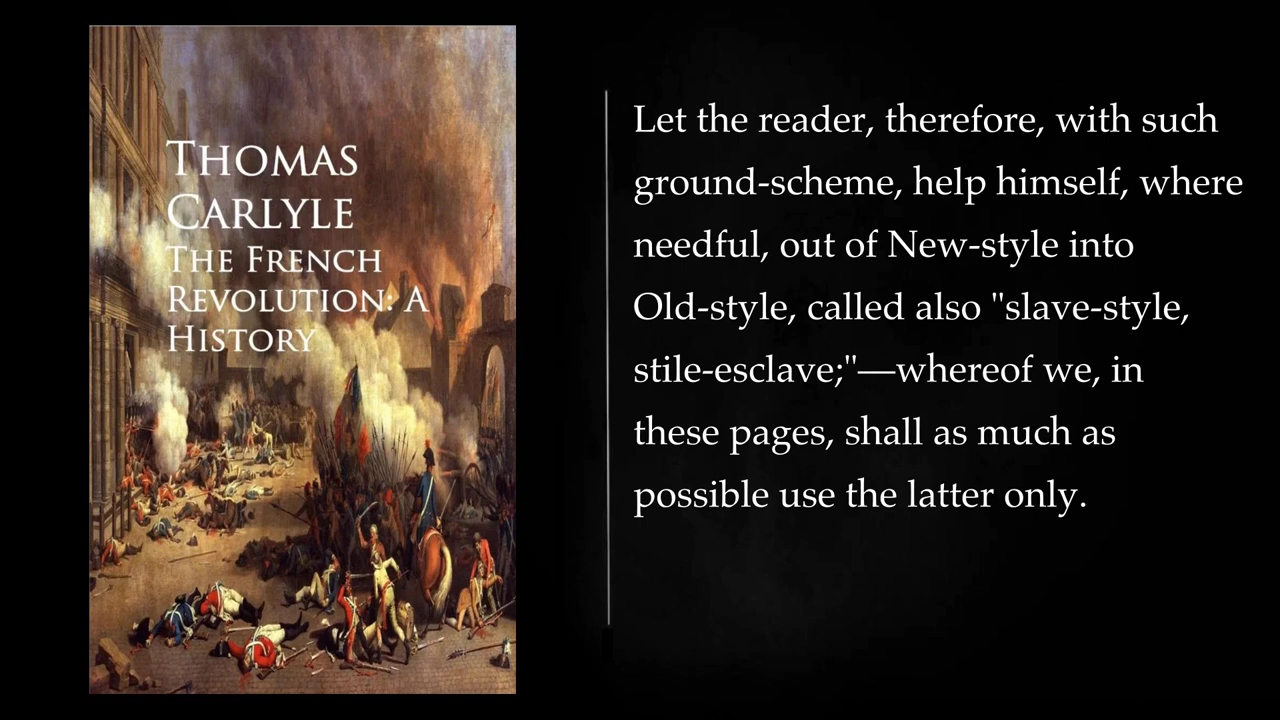 THOMAS
CARLYLE
THE FRENCH
REVOLUTION: A
HISTORY
Let the reader, therefore, with such
ground-scheme, help himself, where
needful, out of New-style into
Old-style, called also "slave-style,
stile-esclave;"—whereof we, in
these pages, shall as much as
possible use the latter only.